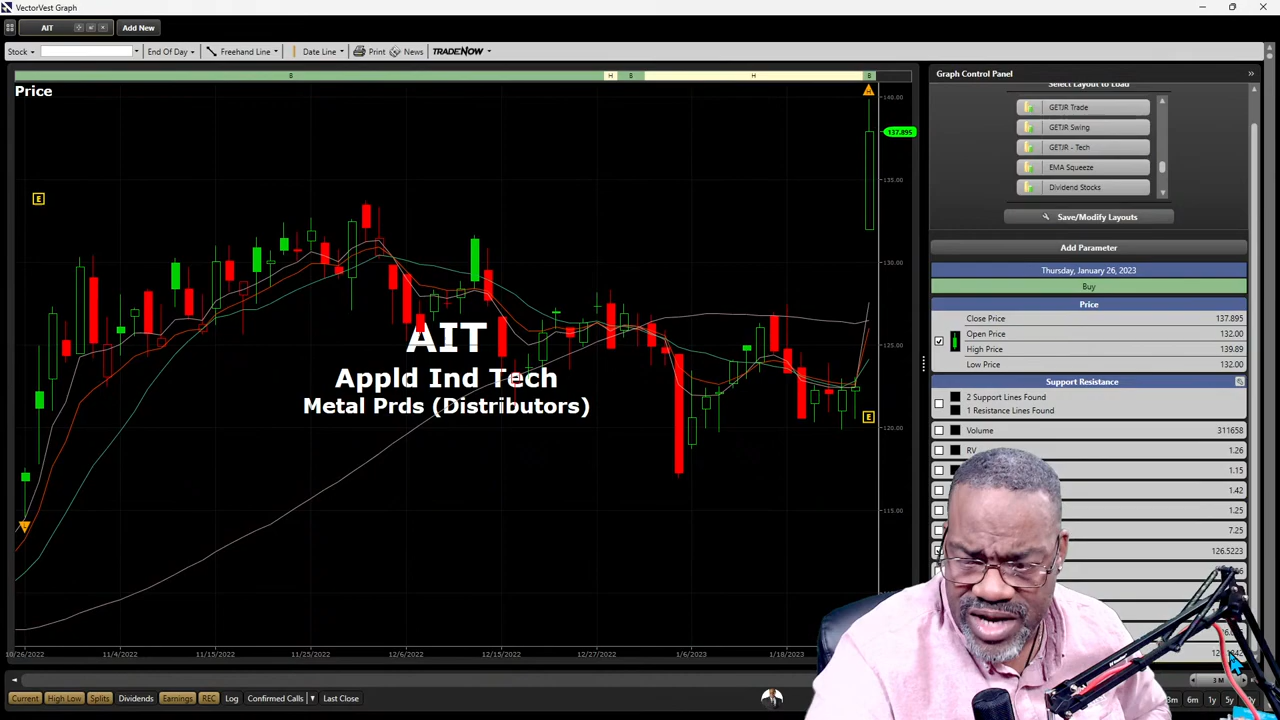 VectorVest Graph
AIT
Add New
Stock
End Of Day
Freehand Line
Date Line
Print
News
TRADENOW
B
H
B
H
B
Price
E
140.00
137.895
135.00
130.00
125.00
120.00
115.00
E
AIT
Appld Ind Tech
Metal Prds (Distributors)
10/26/2022
11/4/2022
11/15/2022
11/25/2022
12/6/2022
12/15/2022
12/27/2022
1/6/2023
1/18/2023
Current
High Low
Splits
Dividends
Earnings
REC
Log
Confirmed Calls
Last Close
Graph Control Panel
Select Layout to Load
GETJR Trade
GETJR Swing
GETJR - Tech
EMA Squeeze
Dividend Stocks
Save/Modify Layouts
Add Parameter
Thursday, January 26, 2023
Buy
Price
Close Price 137.895
Open Price 132.00
High Price 139.89
Low Price 132.00
Support Resistance
2 Support Lines Found
1 Resistance Lines Found
Volume 311658
RV 1.26
1.15
1.42
1.25
7.25
126.5223
3 M
6m
1y
5y